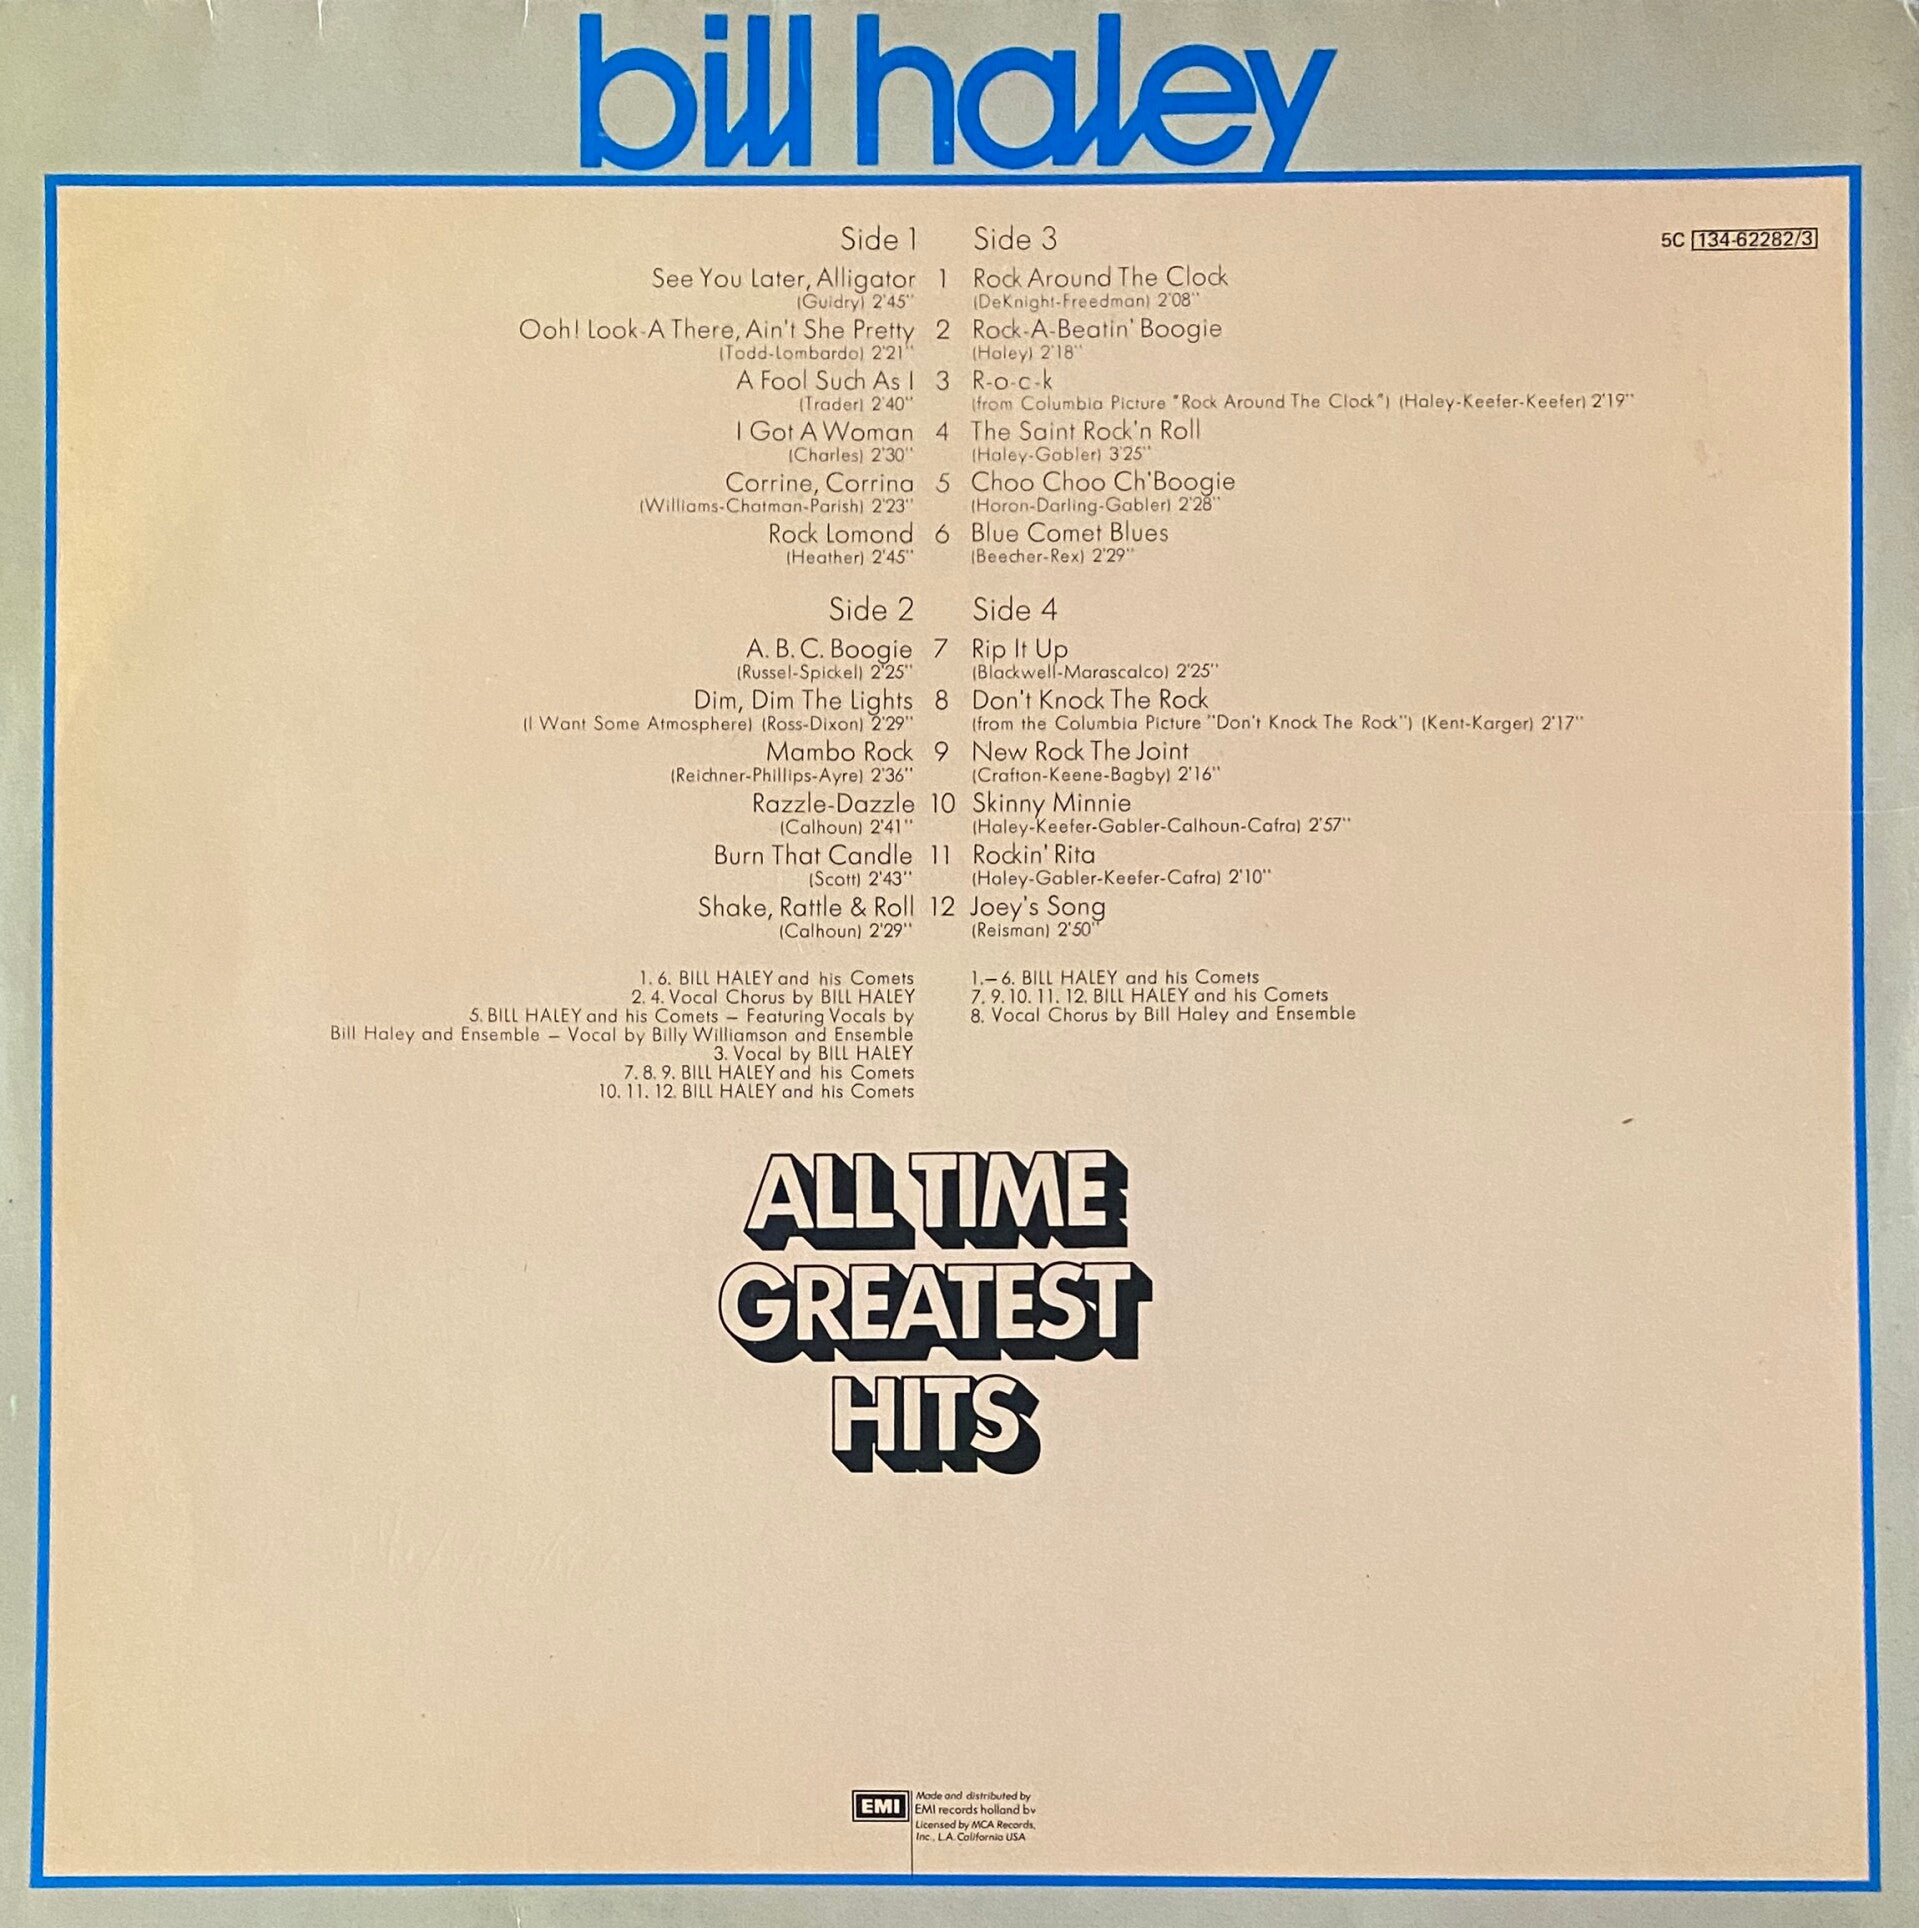 bill haley
5C 134-62282/3
Side 1
See You Later, Alligator 1
(Guidry) 2'45"
Ooh! Look-A There, Ain't She Pretty 2
(Todd-Lombardo) 2'21"
A Fool Such As I 3
(Trader) 2'40"
I Got A Woman 4
(Charles) 2'30"
Corrine, Corrina 5
(Williams-Chatman-Parish) 2'23"
Rock Lomond 6
(Heather) 2'45"
Side 2
A. B. C. Boogie 7
(Russel-Spickel) 2'25"
Dim, Dim The Lights 8
(I Want Some Atmosphere) (Ross-Dixon) 2'29"
Mambo Rock 9
(Reichner-Phillips-Ayre) 2'36"
Razzle-Dazzle 10
(Calhoun) 2'41"
Burn That Candle 11
(Scott) 2'43"
Shake, Rattle & Roll 12
(Calhoun) 2'29"
1. 6. BILL HALEY and his Comets
2. 4. Vocal Chorus by BILL HALEY
5. BILL HALEY and his Comets – Featuring Vocals by
Bill Haley and Ensemble – Vocal by Billy Williamson and Ensemble
3. Vocal by BILL HALEY
7. 8. 9. BILL HALEY and his Comets
10. 11. 12. BILL HALEY and his Comets
Side 3
Rock Around The Clock
(DeKnight-Freedman) 2'08"
Rock-A-Beatin' Boogie
(Haley) 2'18"
R-o-c-k
(from Columbia Picture "Rock Around The Clock") (Haley-Keefer-Keefer) 2'19"
The Saint Rock'n Roll
(Haley-Gabler) 3'25"
Choo Choo Ch'Boogie
(Horon-Darling-Gabler) 2'28"
Blue Comet Blues
(Beecher-Rex) 2'29"
Side 4
Rip It Up
(Blackwell-Marascalco) 2'25"
Don't Knock The Rock
(from the Columbia Picture "Don't Knock The Rock") (Kent-Karger) 2'17"
New Rock The Joint
(Crafton-Keene-Bagby) 2'16"
Skinny Minnie
(Haley-Keefer-Gabler-Calhoun-Cafra) 2'57"
Rockin' Rita
(Haley-Gabler-Keefer-Cafra) 2'10"
Joey's Song
(Reisman) 2'50"
1. – 6. BILL HALEY and his Comets
7. 9. 10. 11. 12. BILL HALEY and his Comets
8. Vocal Chorus by Bill Haley and Ensemble
ALL TIME
GREATEST
HITS
EMI
Made and distributed by
EMI records holland bv
Licensed by MCA Records,
Inc., L.A. California USA